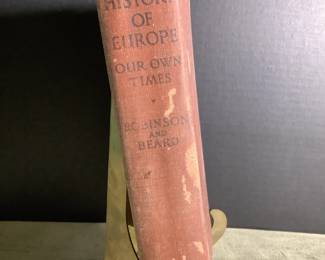 HISTORY
OF
EUROPE
OUR OWN
TIMES
ROBINSON
AND
BEARD